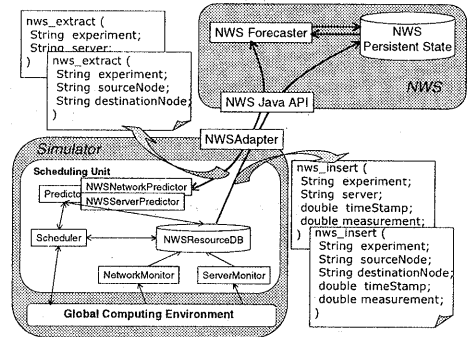 nws_extract (
String experiment;
String server;
nws_extract (
String experiment;
String sourceNode;
String destinationNode;
)
NWS Forecaster
NWS
Persistent State
NWS
NWS Java API
NWSAdapter
Simulator
Scheduling Unit
Predictor
NWSNetworkPredictor
NWSServerPredictor
Scheduler
NWSResourceDB
NetworkMonitor
ServerMonitor
Global Computing Environment
nws_insert (
String experiment;
String server;
double timeStamp;
double measurement;
)
nws_insert (
String experiment;
String sourceNode;
String destinationNode;
double timeStamp;
double measurement;
)